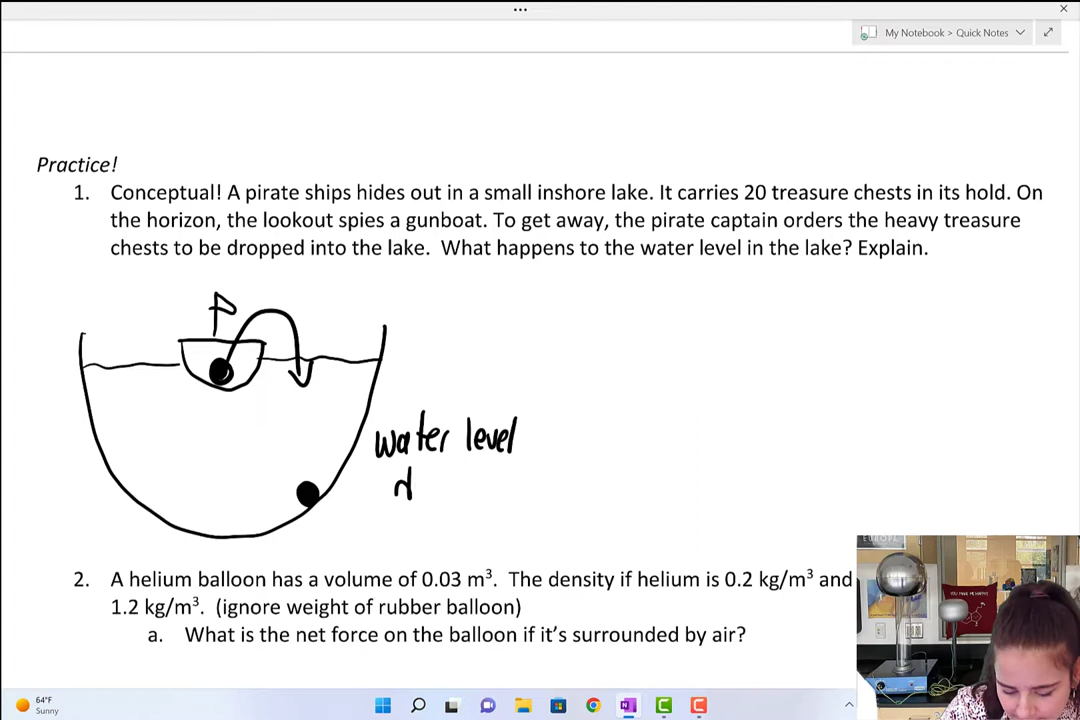 My Notebook > Quick Notes
Practice!
1. Conceptual! A pirate ships hides out in a small inshore lake. It carries 20 treasure chests in its hold. On
the horizon, the lookout spies a gunboat. To get away, the pirate captain orders the heavy treasure
chests to be dropped into the lake. What happens to the water level in the lake? Explain.
water level
d
2. A helium balloon has a volume of 0.03 m³. The density if helium is 0.2 kg/m³ and
1.2 kg/m³. (ignore weight of rubber balloon)
a. What is the net force on the balloon if it's surrounded by air?
EUROPE
64°F
Sunny